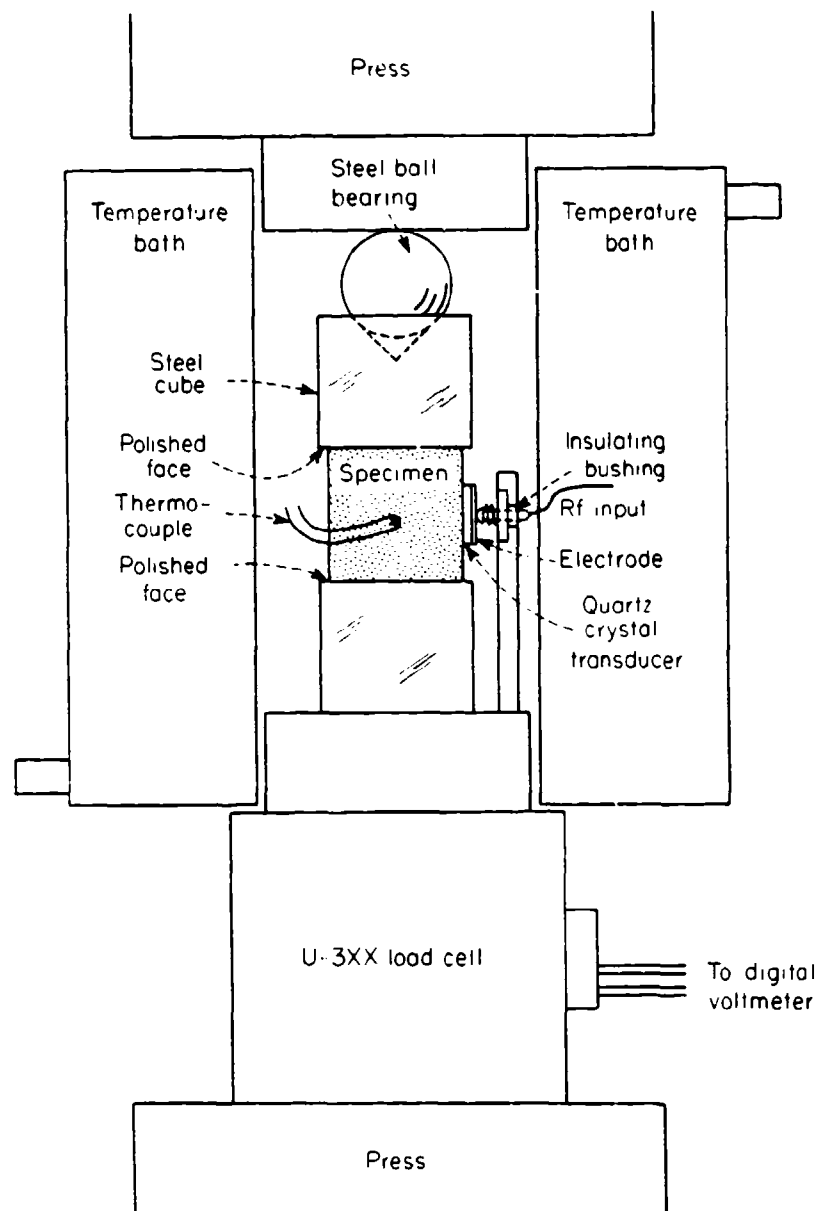 Press
Steel ball
bearing
Temperature
bath
Temperature
bath
Steel
cube
Polished
face
Specimen
Insulating
bushing
Thermo-
couple
Rf input
Polished
face
Electrode
Quartz
crystal
transducer
U-3XX load cell
To digital
voltmeter
Press